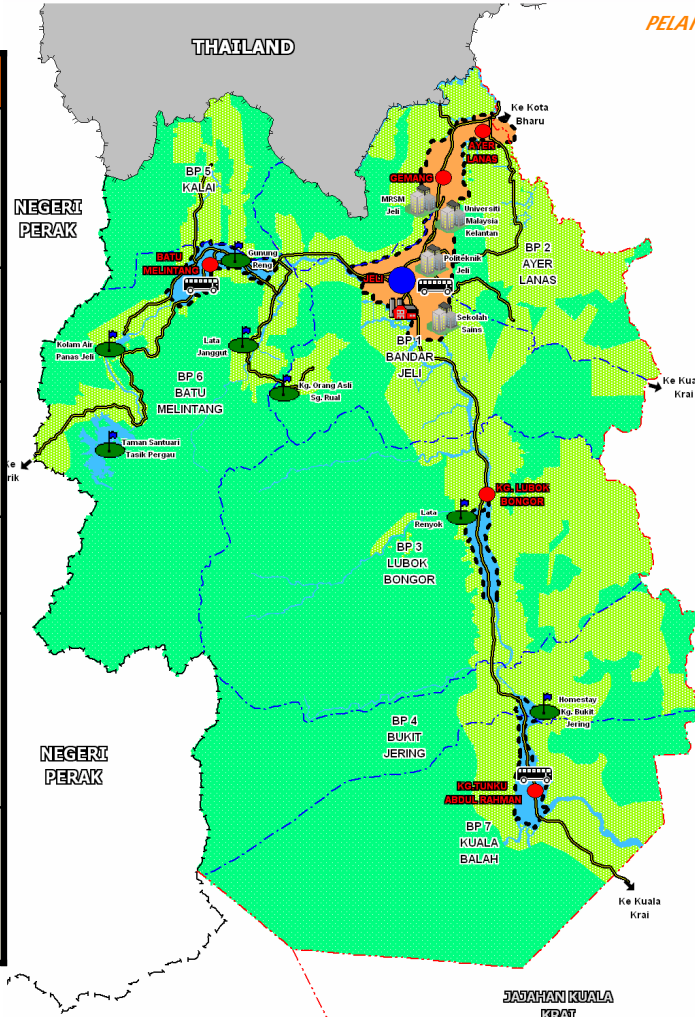 PELAN
THAILAND
Ke Kota
Bharu
AYER
LANAS
GEMANG
BP 5
KALAI
MRSM
Jeli
Universiti
Malaysia
Kelantan
NEGERI
PERAK
BP 2
AYER
LANAS
BATU
MELINTANG
Gunung
Reng
Politeknik
Jeli
JELI
Sekolah
Sains
Kolam Air
Panas Jeli
Lata
Janggut
BP 1
BANDAR
JELI
BP 6
BATU
MELINTANG
Kg. Orang Asli
Sg. Rual
Ke Kuala
Krai
Taman Santuari
Tasik Pergau
Ke
rik
KG. LUBOK
BONGOR
Lata
Renyok
BP 3
LUBOK
BONGOR
Homestay
Kg. Bukit
Jering
BP 4
BUKIT
JERING
NEGERI
PERAK
KG.TUNKU
ABDUL RAHMAN
BP 7
KUALA
BALAH
Ke Kuala
Krai
JAJAHAN KUALA
KRAI